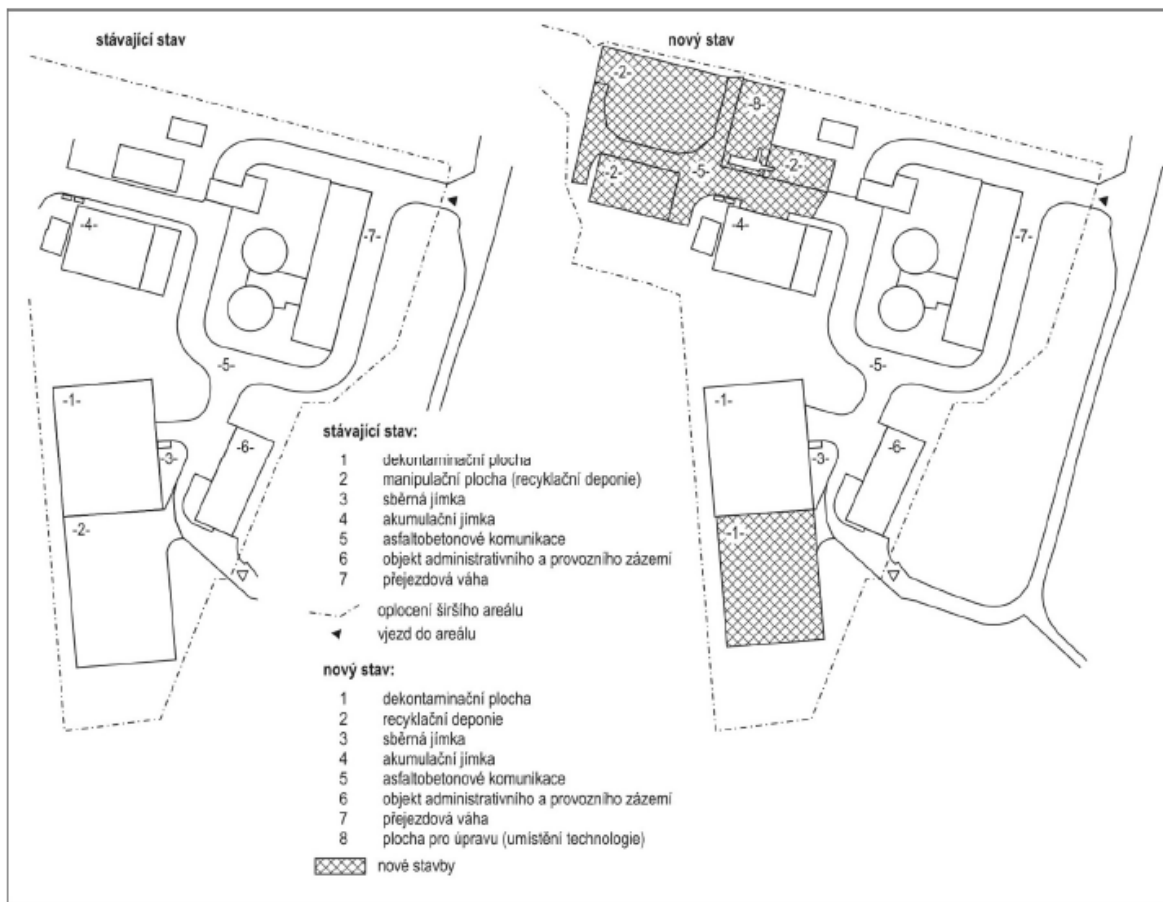 stávající stav
nový stav
-2-
-8-
-2-
-5-
-2-
-4-
-7-
-4-
-7-
-5-
-5-
-1-
-1-
-3-
-6-
-3-
-6-
-2-
-1-
stávající stav:
1 dekontaminační plocha
2 manipulační plocha (recyklační deponie)
3 sběrná jímka
4 akumulační jímka
5 asfaltobetonové komunikace
6 objekt administrativního a provozního zázemí
7 přejezdová váha
oplocení širšího areálu
vjezd do areálu
nový stav:
1 dekontaminační plocha
2 recyklační deponie
3 sběrná jímka
4 akumulační jímka
5 asfaltobetonové komunikace
6 objekt administrativního a provozního zázemí
7 přejezdová váha
8 plocha pro úpravu (umístění technologie)
nové stavby